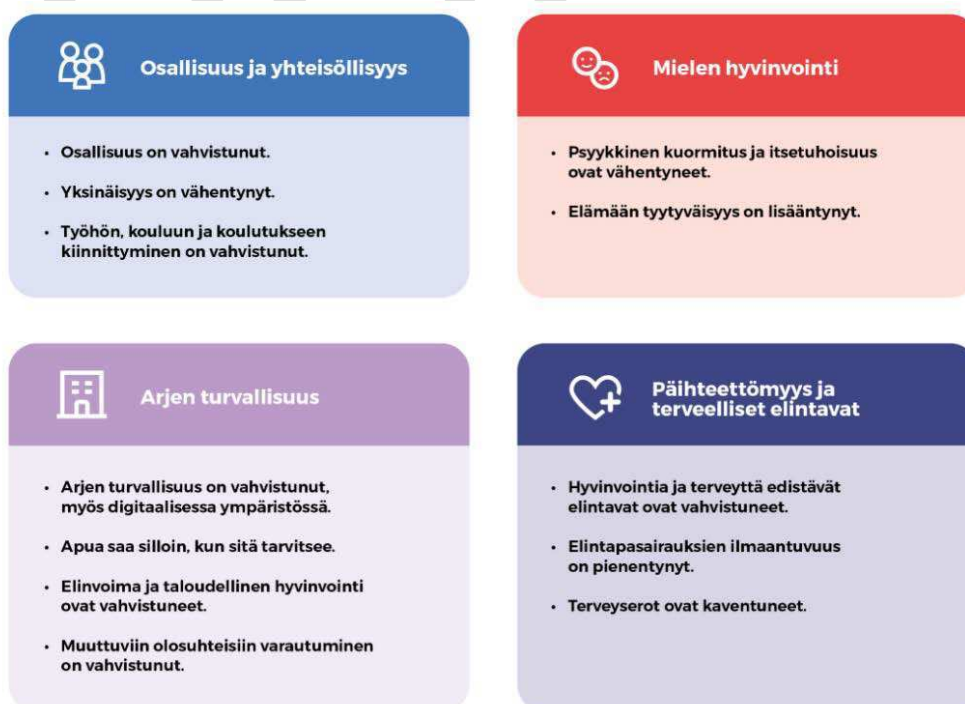 Osallisuus ja yhteisöllisyys
• Osallisuus on vahvistunut.
• Yksinäisyys on vähentynyt.
• Työhön, kouluun ja koulutukseen
kiinnittyminen on vahvistunut.
Mielen hyvinvointi
• Psyykkinen kuormitus ja itsetuhoisuus
ovat vähentyneet.
• Elämään tyytyväisyys on lisääntynyt.
Arjen turvallisuus
• Arjen turvallisuus on vahvistunut,
myös digitaalisessa ympäristössä.
• Apua saa silloin, kun sitä tarvitsee.
• Elinvoima ja taloudellinen hyvinvointi
ovat vahvistuneet.
• Muuttuviin olosuhteisiin varautuminen
on vahvistunut.
Päihteettömyys ja
terveelliset elintavat
• Hyvinvointia ja terveyttä edistävät
elintavat ovat vahvistuneet.
• Elintapasairauksien ilmaantuvuus
on pienentynyt.
• Terveyserot ovat kaventuneet.